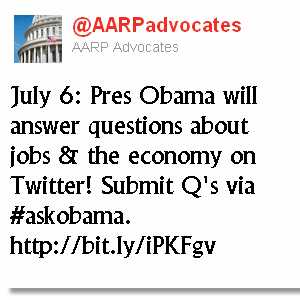 @AARPadvocates
AARP Advocates
July 6: Pres Obama will
answer questions about
jobs & the economy on
Twitter! Submit Q's via
#askobama.
http://bit.ly/iPKFgv